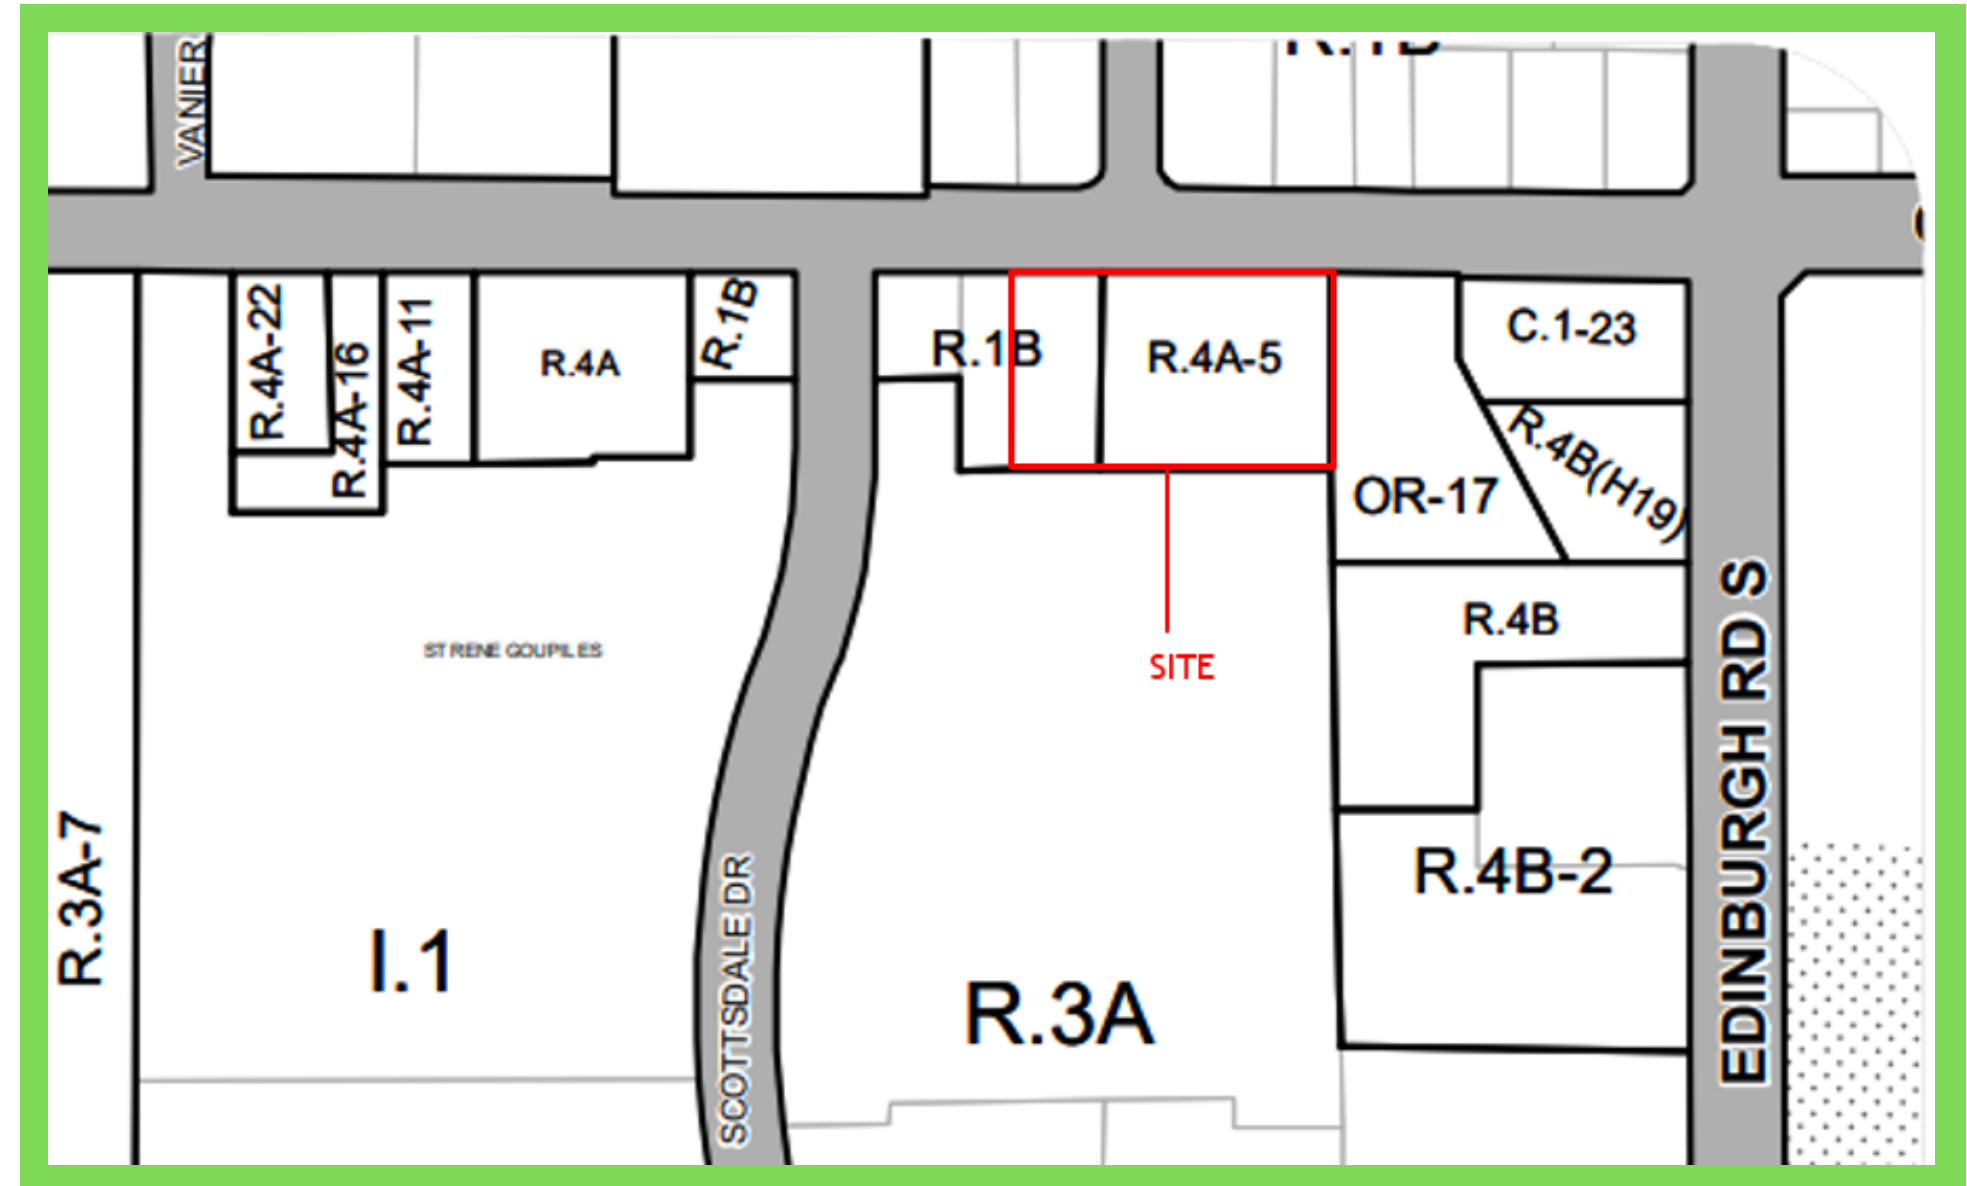 VANIER
R.1B
R.4A-22
R.4A-16
R.4A-11
R.4A
R.1B
R.1B
R.4A-5
C.1-23
R.4B(H19)
OR-17
R.4B
SITE
ST RENE GOUPIL ES
R.4B-2
R.3A-7
I.1
SCOTTSDALE DR
R.3A
EDINBURGH RD S